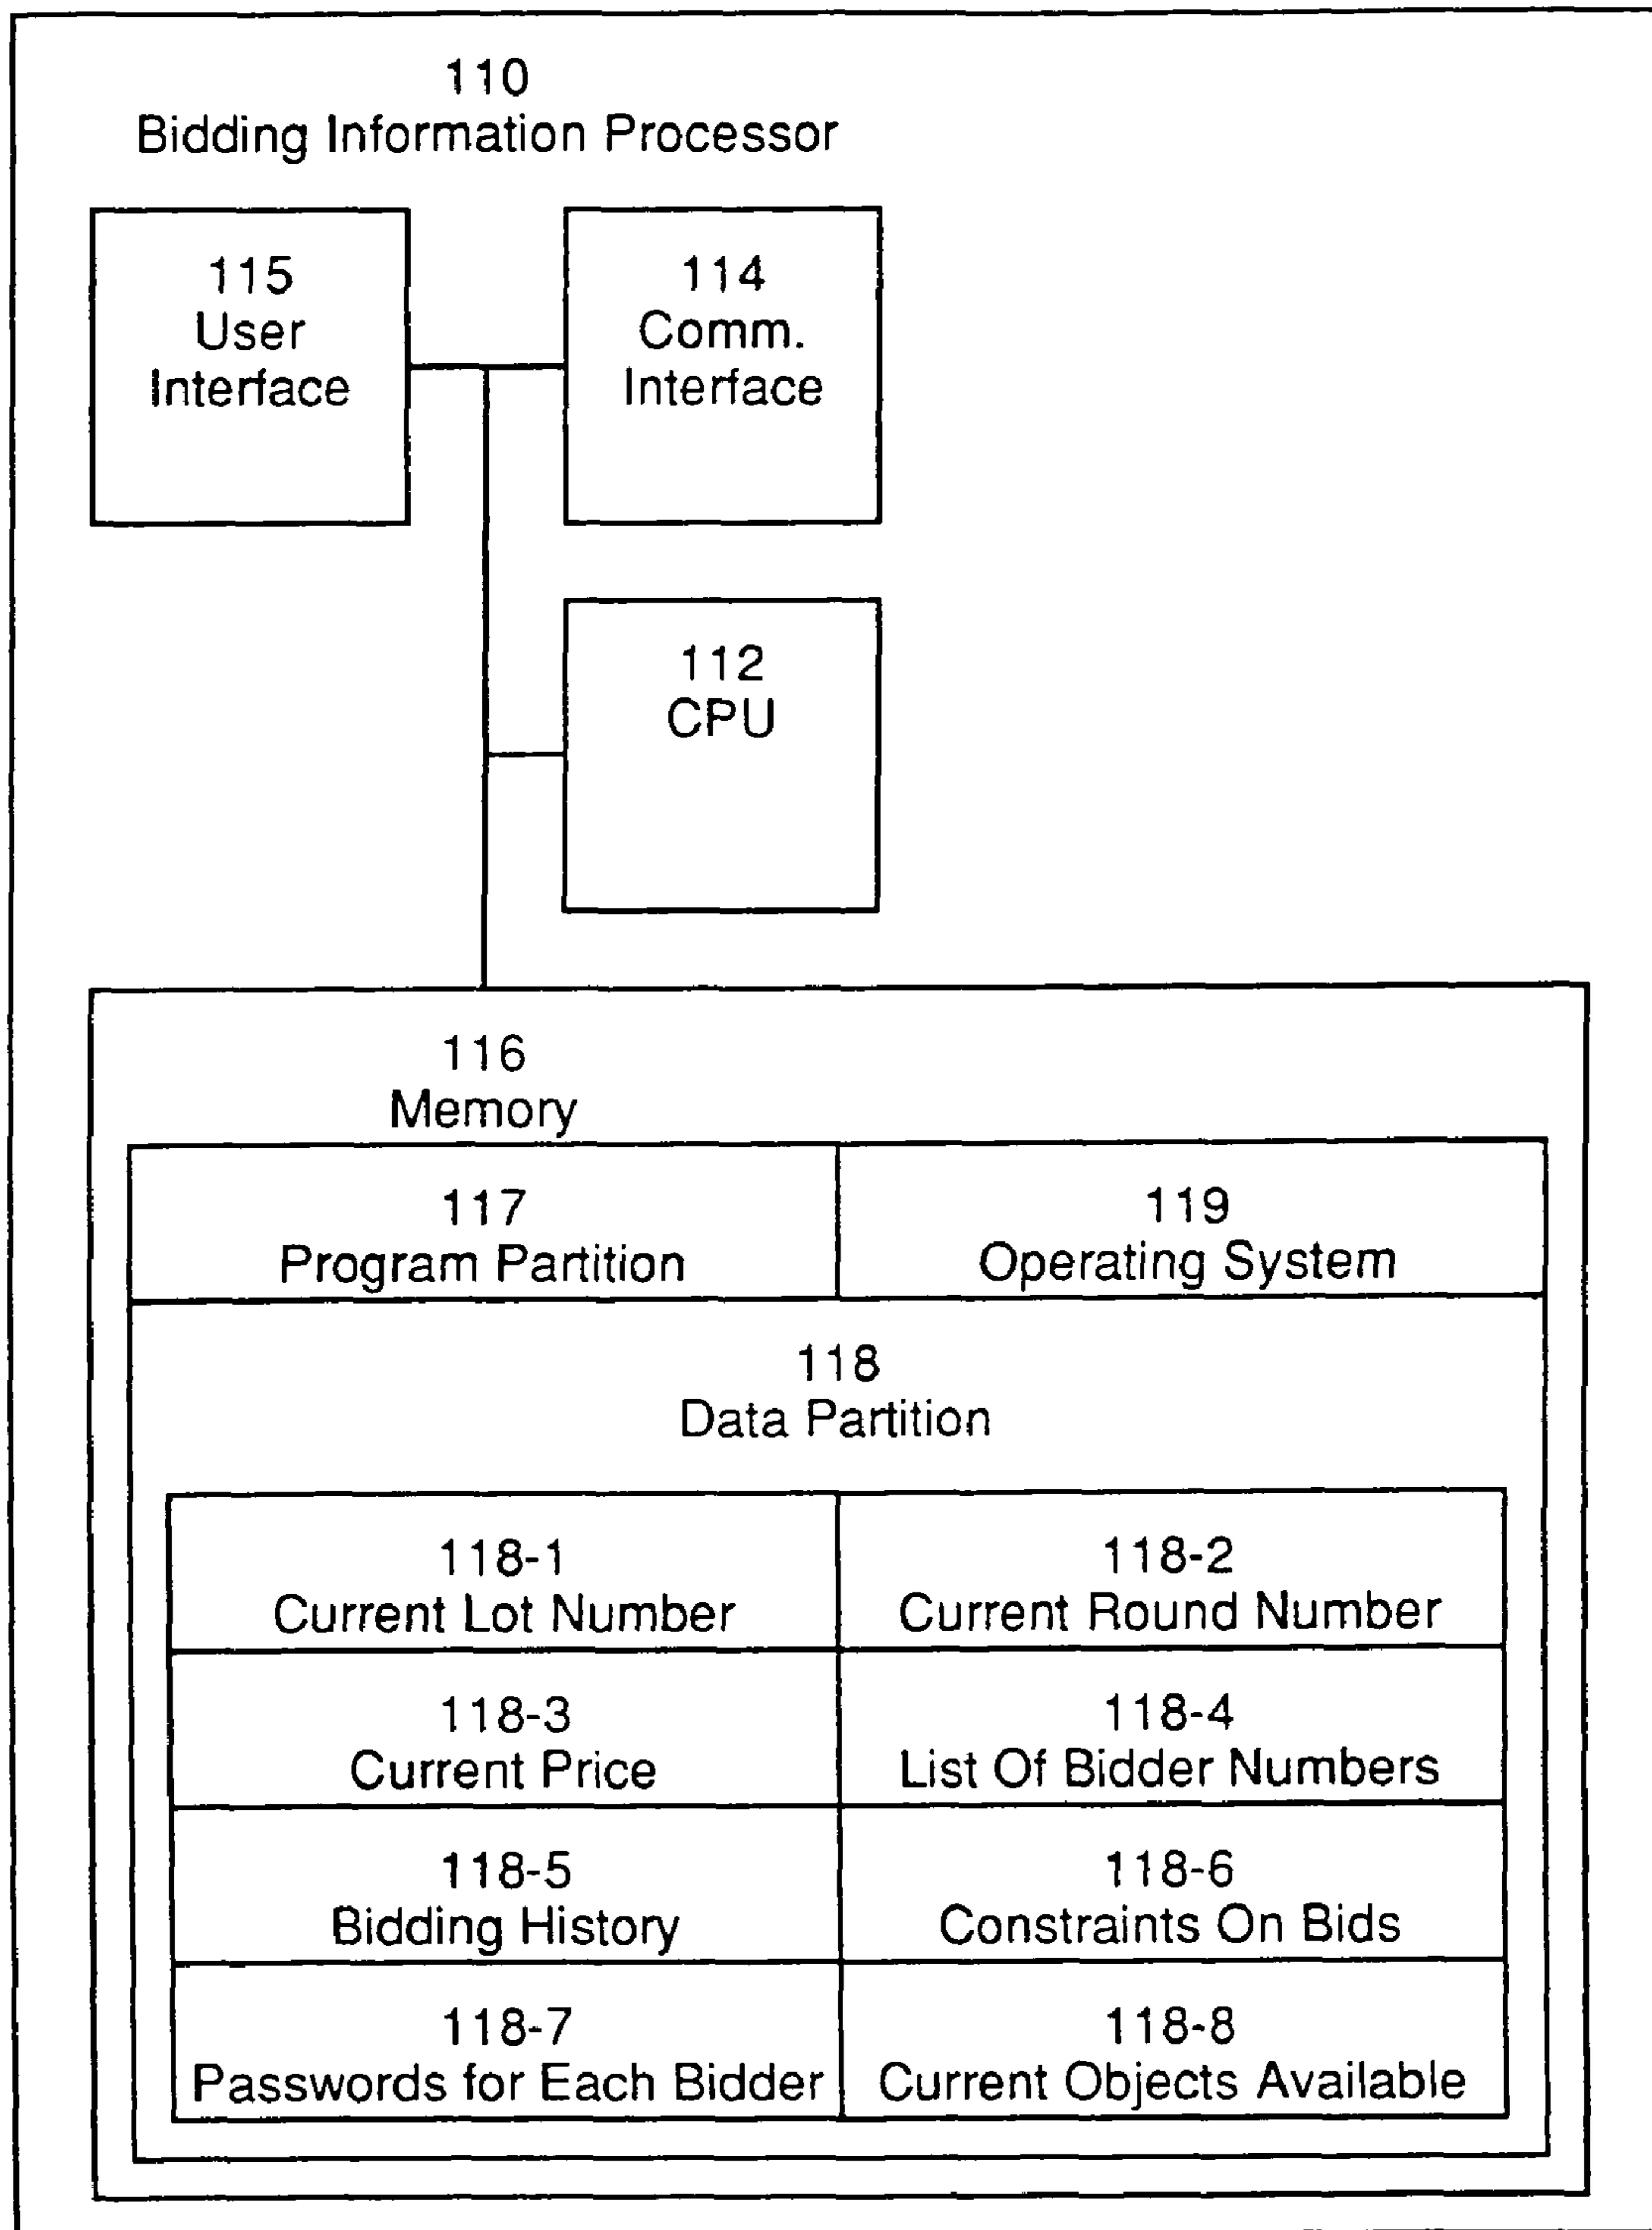 110
Bidding Information Processor
115
User
Interface
114
Comm.
Interface
112
CPU
116
Memory
117
Program Partition
119
Operating System
118
Data Partition
118-1
Current Lot Number
118-2
Current Round Number
118-3
Current Price
118-4
List Of Bidder Numbers
118-5
Bidding History
118-6
Constraints On Bids
118-7
Passwords for Each Bidder
118-8
Current Objects Available